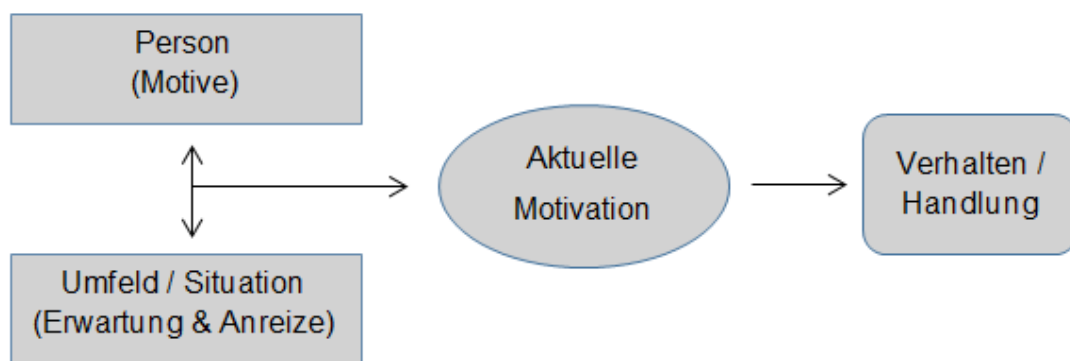 Person
(Motive)
Aktuelle
Motivation
Verhalten /
Handlung
Umfeld / Situation
(Erwartung & Anreize)